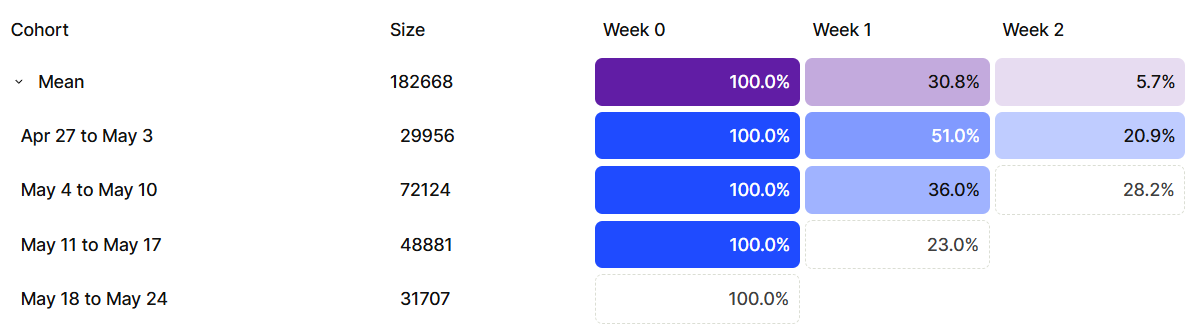 Cohort Size Week 0 Week 1 Week 2
Mean 182668 100.0% 30.8% 5.7%
Apr 27 to May 3 29956 100.0% 51.0% 20.9%
May 4 to May 10 72124 100.0% 36.0% 28.2%
May 11 to May 17 48881 100.0% 23.0%
May 18 to May 24 31707 100.0%